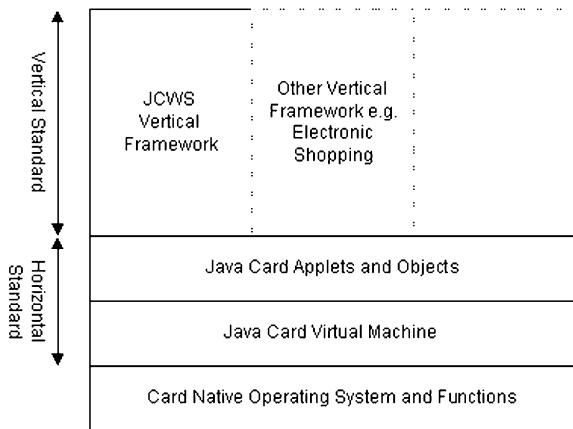 Vertical Standard
JCWS
Vertical
Framework
Other Vertical
Framework e.g.
Electronic
Shopping
Horizontal
Standard
Java Card Applets and Objects
Java Card Virtual Machine
Card Native Operating System and Functions